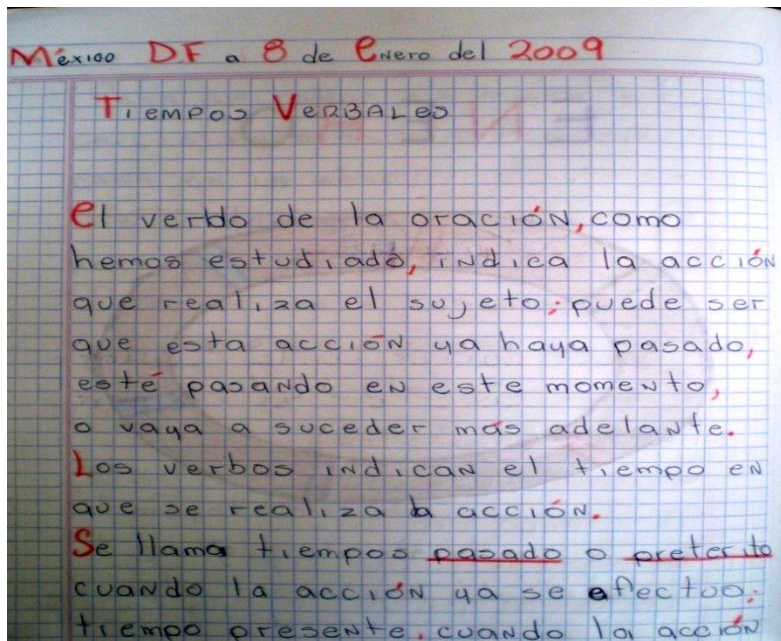 México DF a 8 de Enero del 2009
Tiempos Verbales
El verbo de la oración, como
hemos estudiado, indica la acción
que realiza el sujeto; puede ser
que esta acción ya haya pasado,
esté pasando en este momento,
o vaya a suceder más adelante.
Los verbos indican el tiempo en
que se realiza la acción.
Se llama tiempos pasado o preterito
cuando la acción ya se efectuo;
tiempo presente, cuando la acción